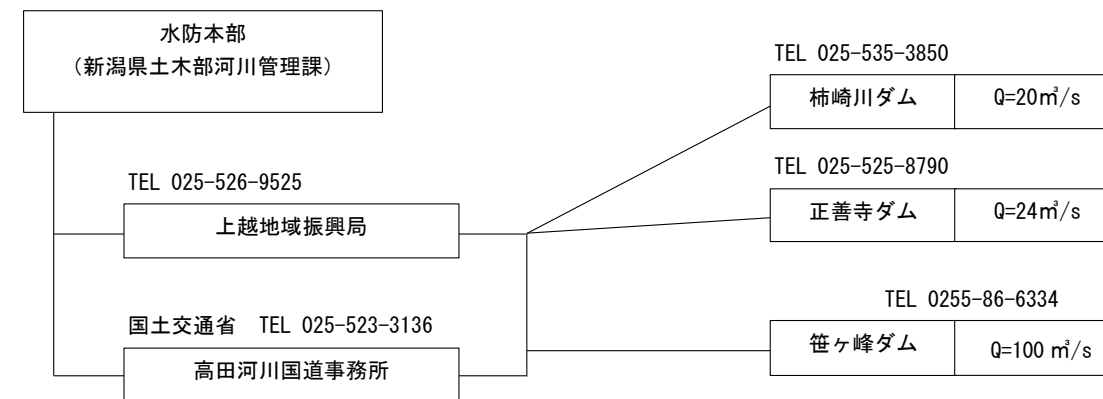 水防本部
（新潟県土木部河川管理課）
TEL 025-535-3850
柿崎川ダム Q=20㎥/s
TEL 025-525-8790
正善寺ダム Q=24㎥/s
TEL 025-526-9525
上越地域振興局
TEL 0255-86-6334
笹ヶ峰ダム Q=100 ㎥/s
国土交通省 TEL 025-523-3136
高田河川国道事務所